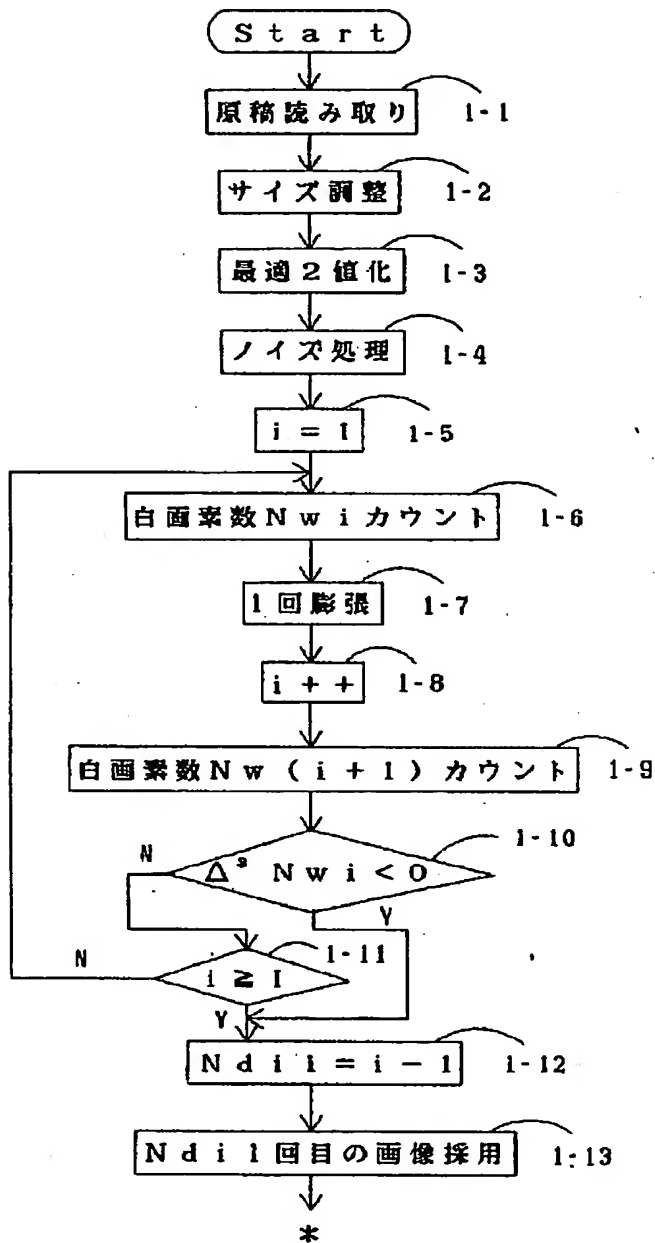 Start
原稿読み取り 1-1
サイズ調整 1-2
最適2値化 1-3
ノイズ処理 1-4
i = 1 1-5
白画素数Nwiカウント 1-6
1回膨張 1-7
i++ 1-8
白画素数Nw(i+1)カウント 1-9
1-10
N
Nwi<0
Y
N
1-11
i ≧ I
Y
Ndil=i-1 1-12
Ndil回目の画像採用 1-13
*